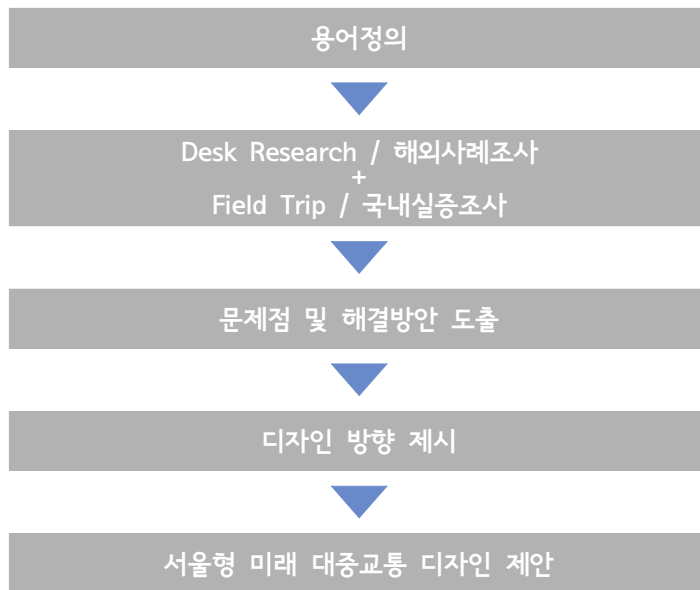 용어정의
Desk Research / 해외사례조사
+
Field Trip / 국내실증조사
문제점 및 해결방안 도출
디자인 방향 제시
서울형 미래 대중교통 디자인 제안